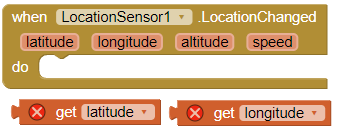 when LocationSensor1 .LocationChanged
latitude longitude altitude speed
do
get latitude get longitude